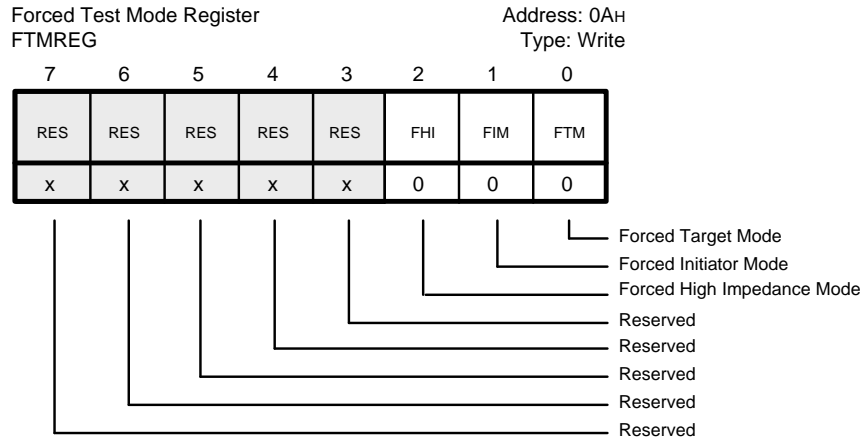 Forced Test Mode Register Address: 0AH
FTMREG Type: Write
7 6 5 4 3 2 1 0
RES RES RES RES RES FHI FIM FTM
x x x x x 0 0 0
Forced Target Mode
Forced Initiator Mode
Forced High Impedance Mode
Reserved
Reserved
Reserved
Reserved
Reserved